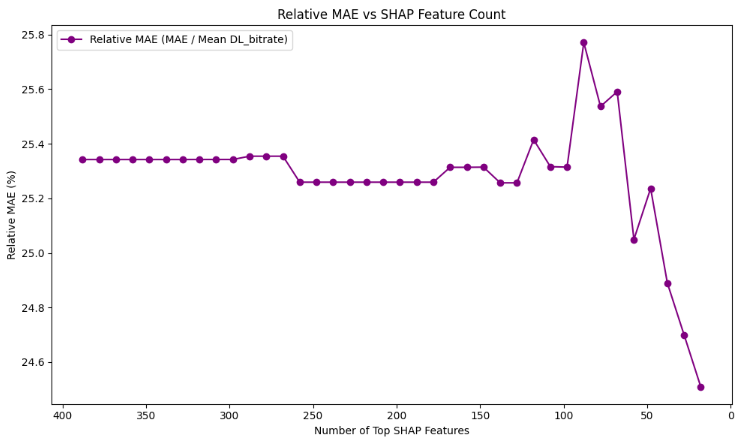 Relative MAE vs SHAP Feature Count
Relative MAE (MAE / Mean DL_bitrate)
25.8
25.6
25.4
25.2
25.0
24.8
24.6
Relative MAE (%)
400 350 300 250 200 150 100 50 0
Number of Top SHAP Features